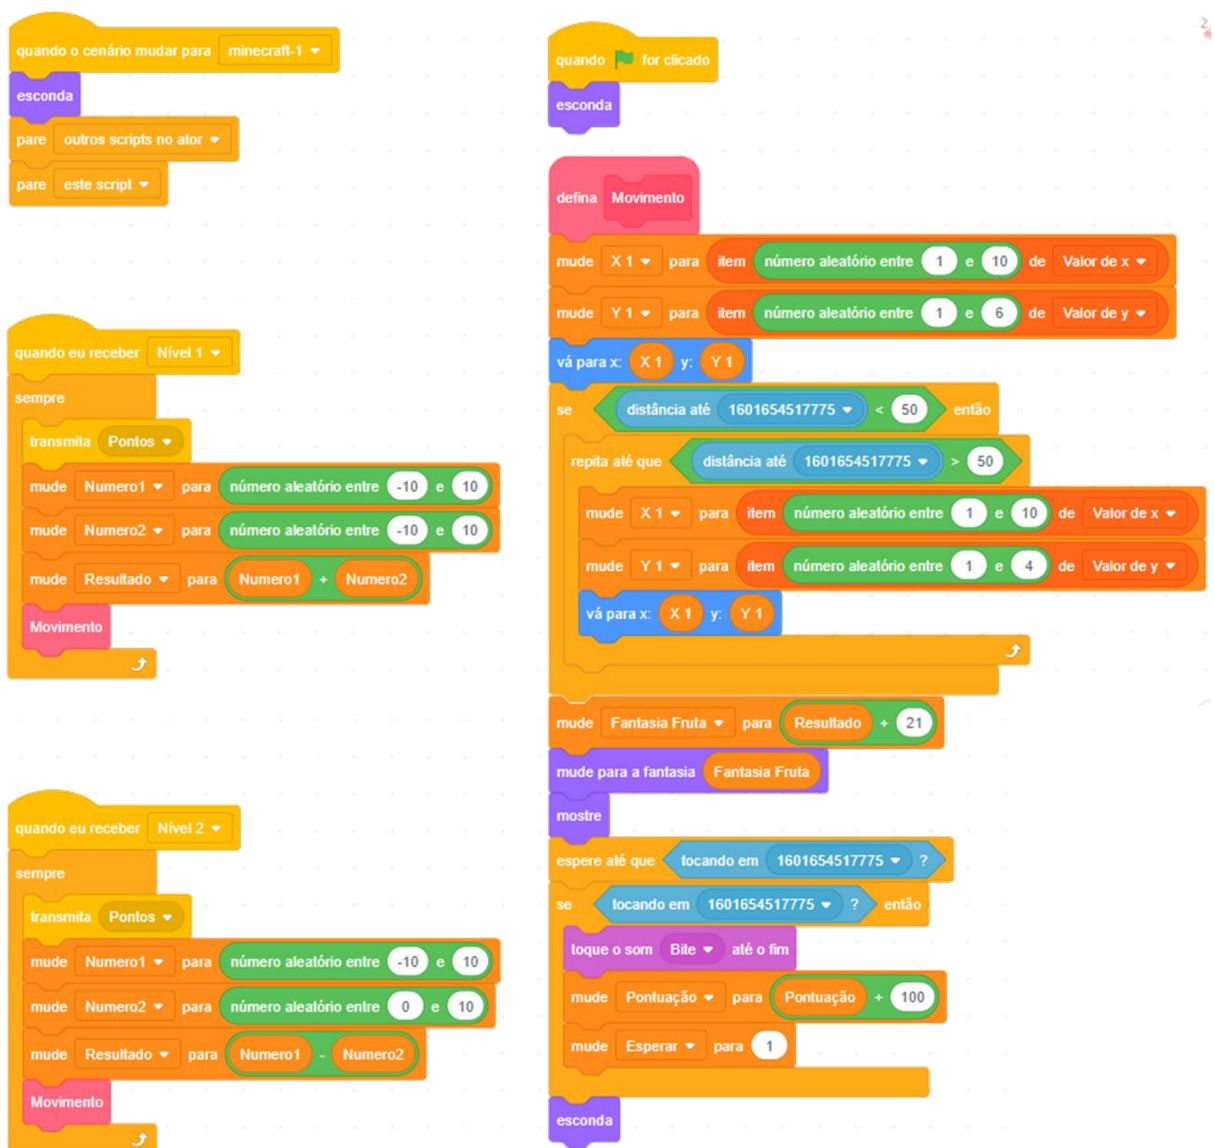 quando o cenário mudar para minecraft-1
esconda
pare outros scripts no ator
pare este script
quando eu receber Nível 1
sempre
transmita Pontos
mude Numero1 para número aleatório entre -10 e 10
mude Numero2 para número aleatório entre -10 e 10
mude Resultado para Numero1 + Numero2
Movimento
quando eu receber Nível 2
sempre
transmita Pontos
mude Numero1 para número aleatório entre -10 e 10
mude Numero2 para número aleatório entre 0 e 10
mude Resultado para Numero1 - Numero2
Movimento
quando for clicado
esconda
defina Movimento
mude X 1 para item número aleatório entre 1 e 10 de Valor de x
mude Y 1 para item número aleatório entre 1 e 6 de Valor de y
vá para x: X 1 y: Y 1
se distância até 1601654517775 < 50 então
repita até que distância até 1601654517775 > 50
mude X 1 para item número aleatório entre 1 e 10 de Valor de x
mude Y 1 para item número aleatório entre 1 e 4 de Valor de y
vá para x: X 1 y: Y 1
mude Fantasia Fruta para Resultado + 21
mude para a fantasia Fantasia Fruta
mostre
espere até que tocando em 1601654517775 ?
se tocando em 1601654517775 ? então
toque o som Bite até o fim
mude Pontuação para Pontuação + 100
mude Esperar para 1
esconda
2